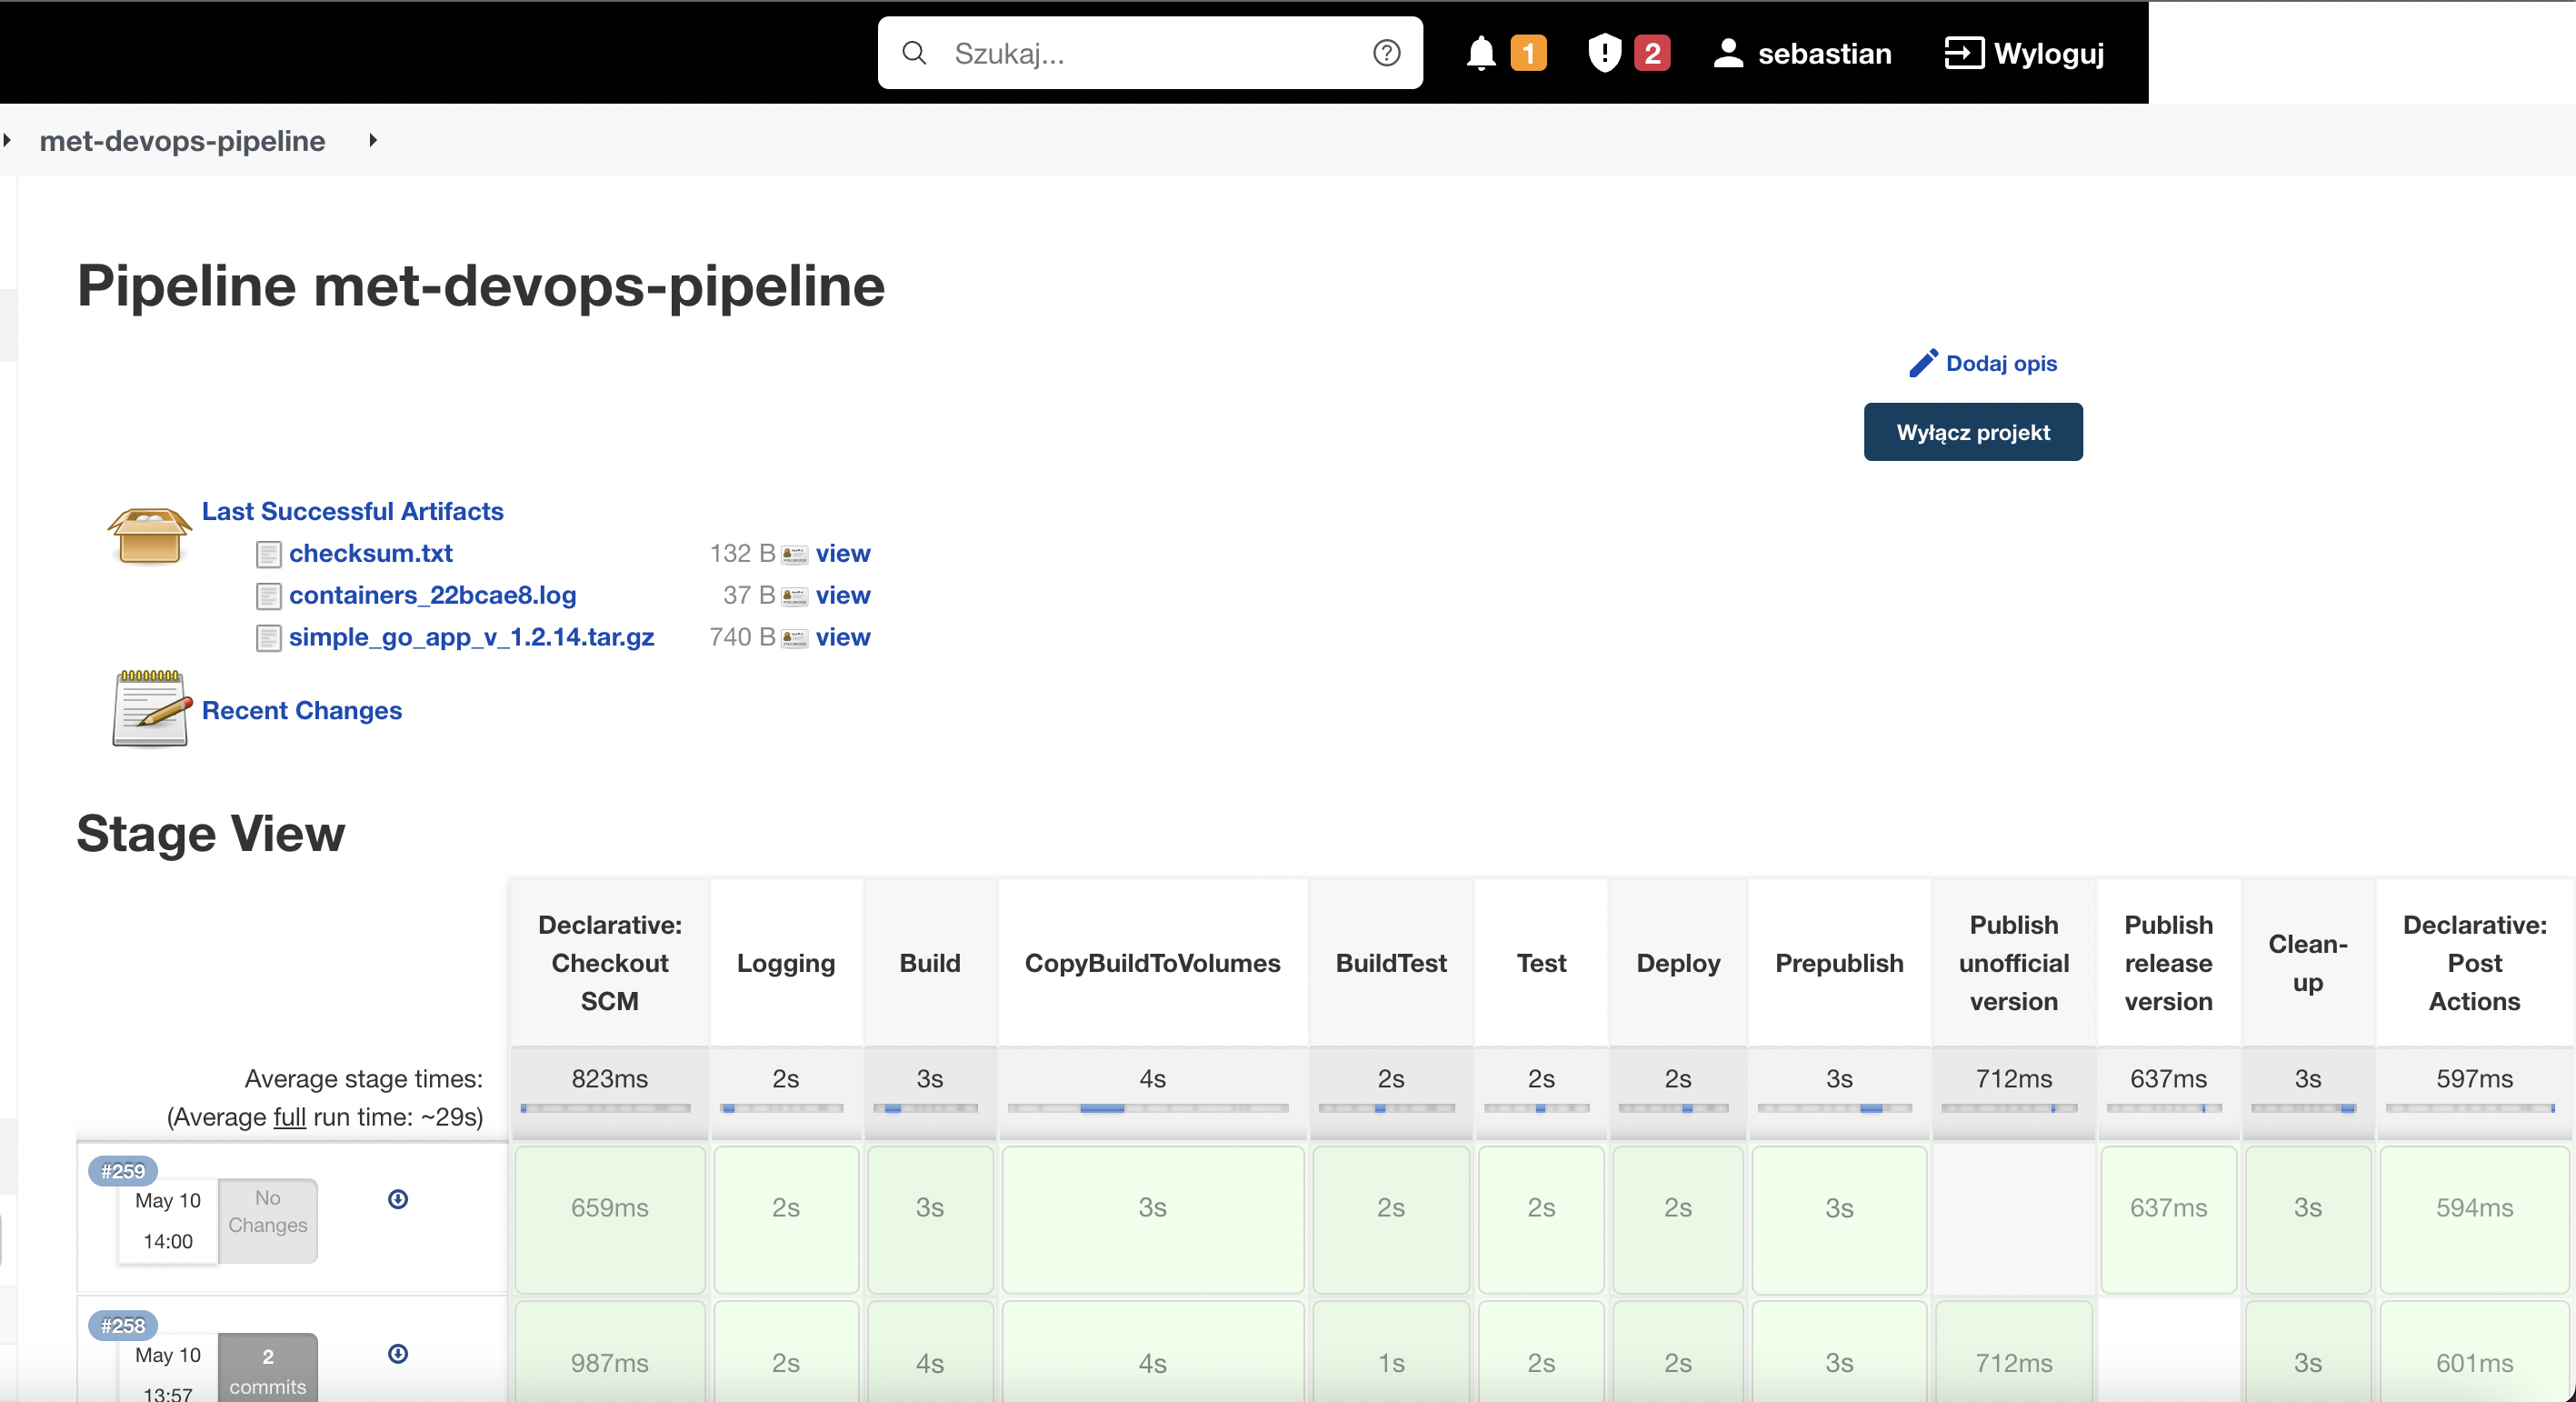 Szukaj...
1
2
sebastian
Wyloguj
met-devops-pipeline
Pipeline met-devops-pipeline
Dodaj opis
Wyłącz projekt
Last Successful Artifacts
checksum.txt 132 B view
containers_22bcae8.log 37 B view
simple_go_app_v_1.2.14.tar.gz 740 B view
Recent Changes
Stage View
Declarative:
Checkout
SCM
Logging
Build
CopyBuildToVolumes
BuildTest
Test
Deploy
Prepublish
Publish
unofficial
version
Publish
release
version
Clean-
up
Declarative:
Post
Actions
Average stage times:
(Average full run time: ~29s)
823ms 2s 3s 4s 2s 2s 2s 3s 712ms 637ms 3s 597ms
#259
May 10
14:00
No
Changes
659ms 2s 3s 3s 2s 2s 2s 3s 637ms 3s 594ms
#258
May 10
13:57
2
commits
987ms 2s 4s 4s 1s 2s 2s 3s 712ms 3s 601ms